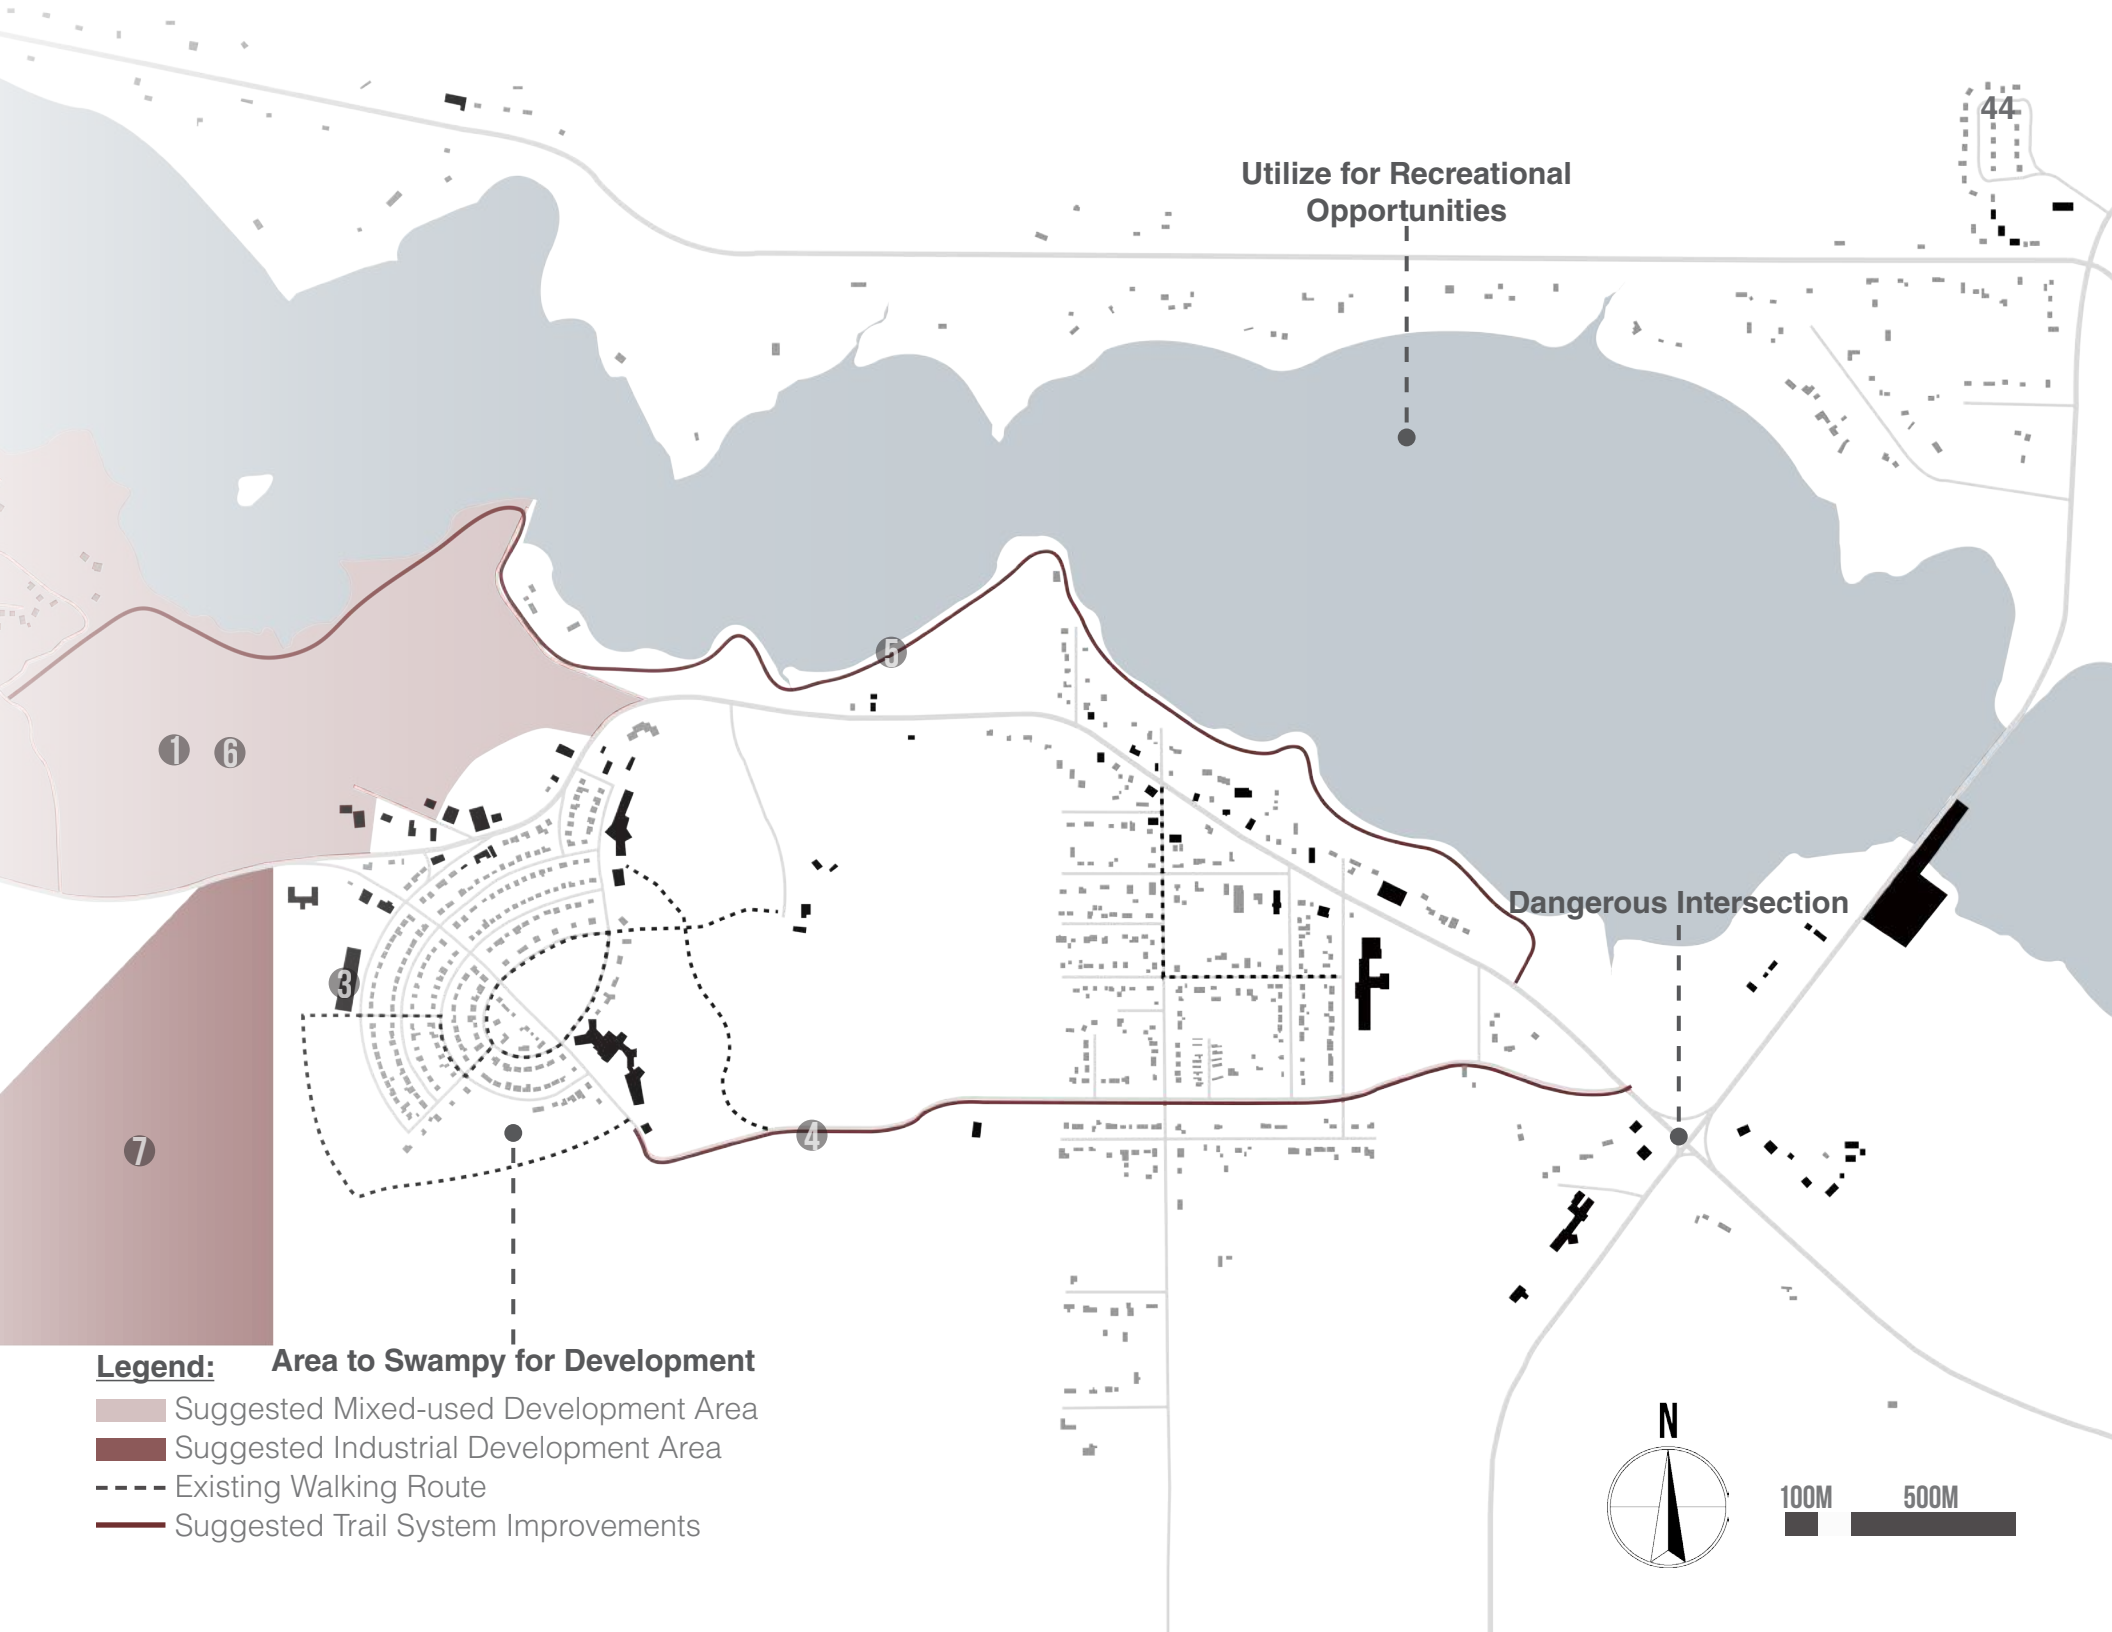 44
Utilize for Recreational
Opportunities
5
1
6
Dangerous Intersection
3
4
7
Legend:
Area to Swampy for Development
Suggested Mixed-used Development Area
Suggested Industrial Development Area
Existing Walking Route
Suggested Trail System Improvements
N
100M 500M